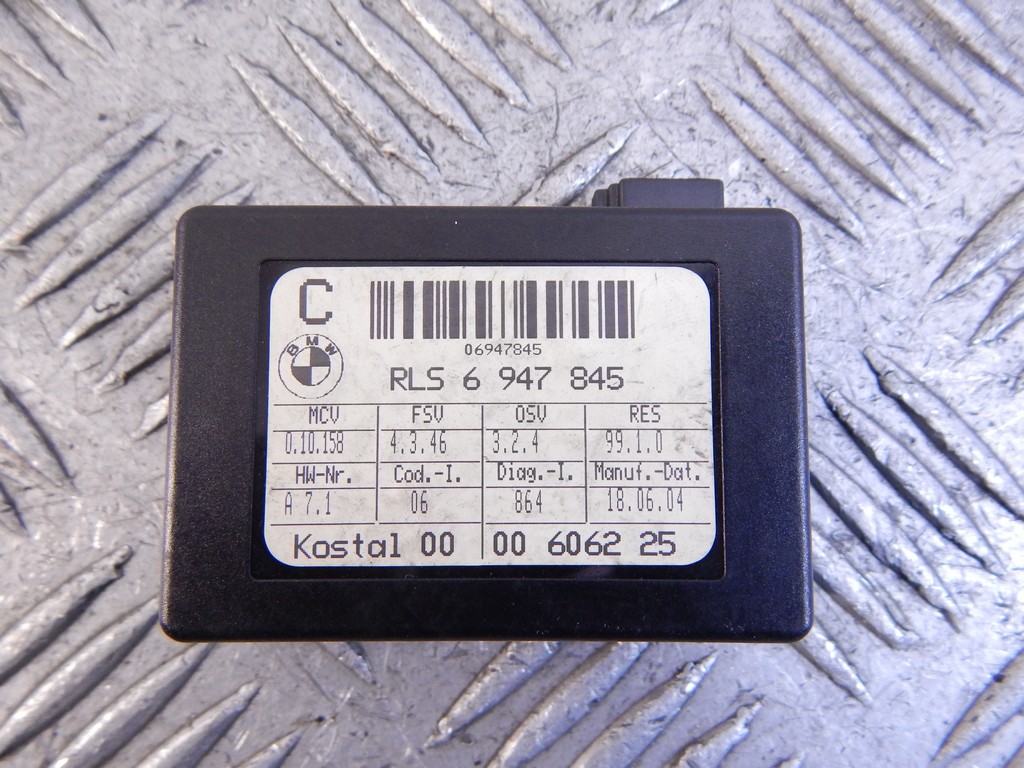 C
06947845
BMW
RLS 6 947 845
MCV FSV OSV RES
0.10.158 4.3.46 3.2.4 99.1.0
HW-Nr. Cod.-I. Diag.-I. Manuf.-Dat.
A 7.1 06 864 18.06.04
Kostal 00 00 6062 25